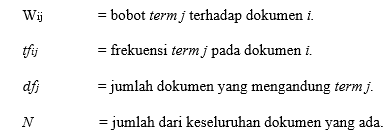 Wij = bobot term j terhadap dokumen i.
tfij = frekuensi term j pada dokumen i.
dfj = jumlah dokumen yang mengandung term j.
N = jumlah dari keseluruhan dokumen yang ada.